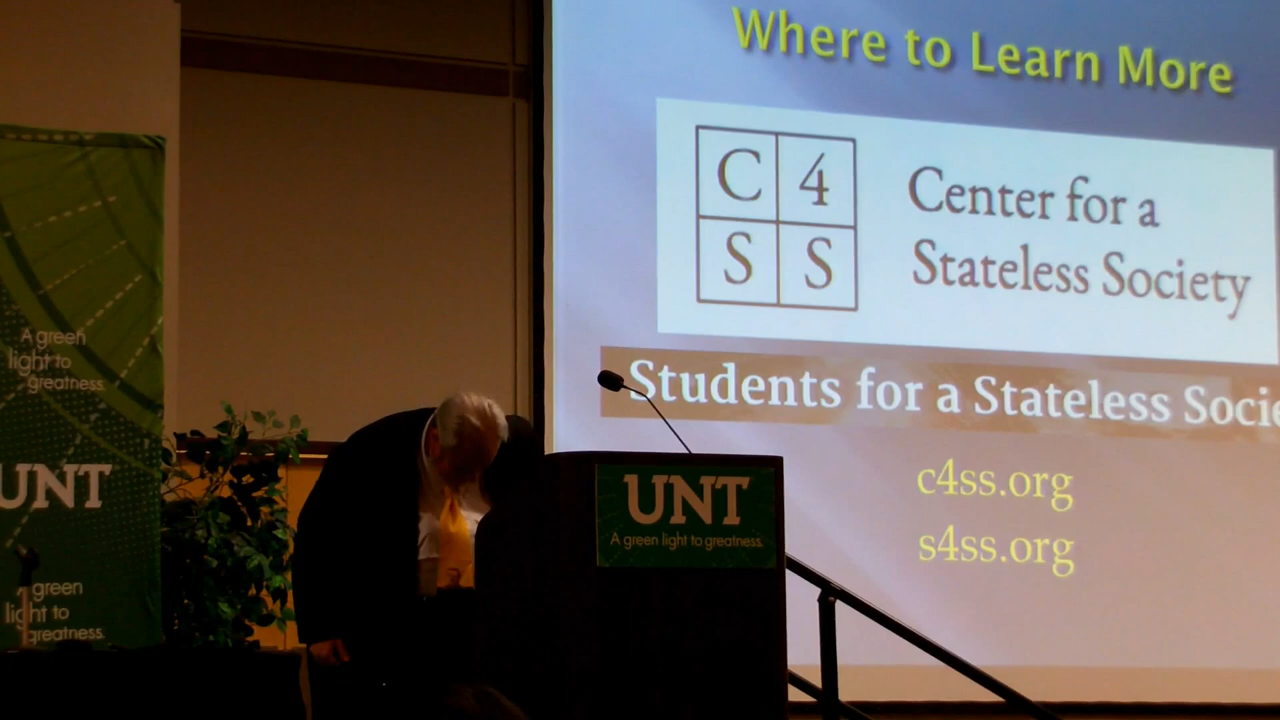 Where to Learn More
C 4
S S
Center for a
Stateless Society
Students for a Stateless
c4ss.org
s4ss.org
UNT
A green light to greatness.
A green
light to
greatness.
UNT
green
light to
greatness.